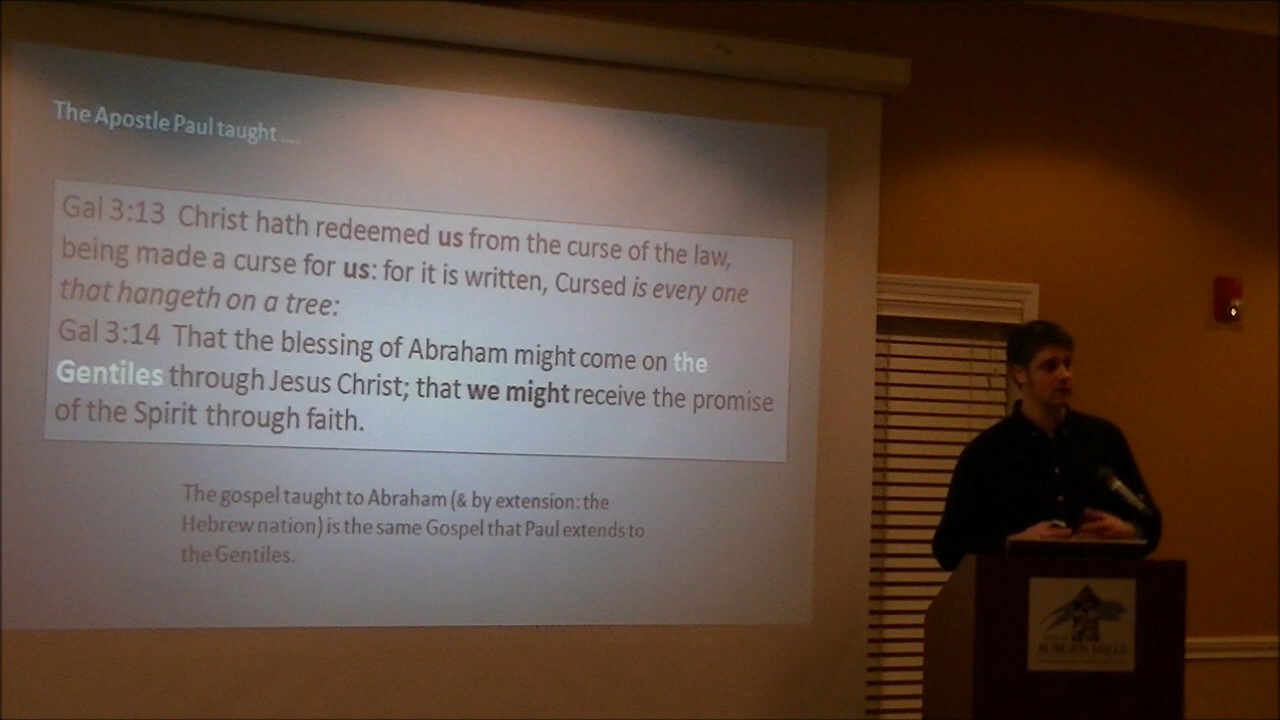 The Apostle Paul taught ....
Gal 3:13 Christ hath redeemed us from the curse of the law,
being made a curse for us: for it is written, Cursed is every one
that hangeth on a tree:
Gal 3:14 That the blessing of Abraham might come on the
Gentiles through Jesus Christ; that we might receive the promise
of the Spirit through faith.
The gospel taught to Abraham (& by extension: the
Hebrew nation) is the same Gospel that Paul extends to
the Gentiles.
AUBURN HILLS